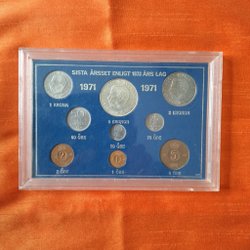 SISTA ÅRSSET ENLIGT 1873 ÅRS LAG
1971 1971
1 KRONA 5 KRONOR 2 KRONOR
50 ÖRE 10 ÖRE 25 ÖRE
2 ÖRE 1 ÖRE 5 ÖRE